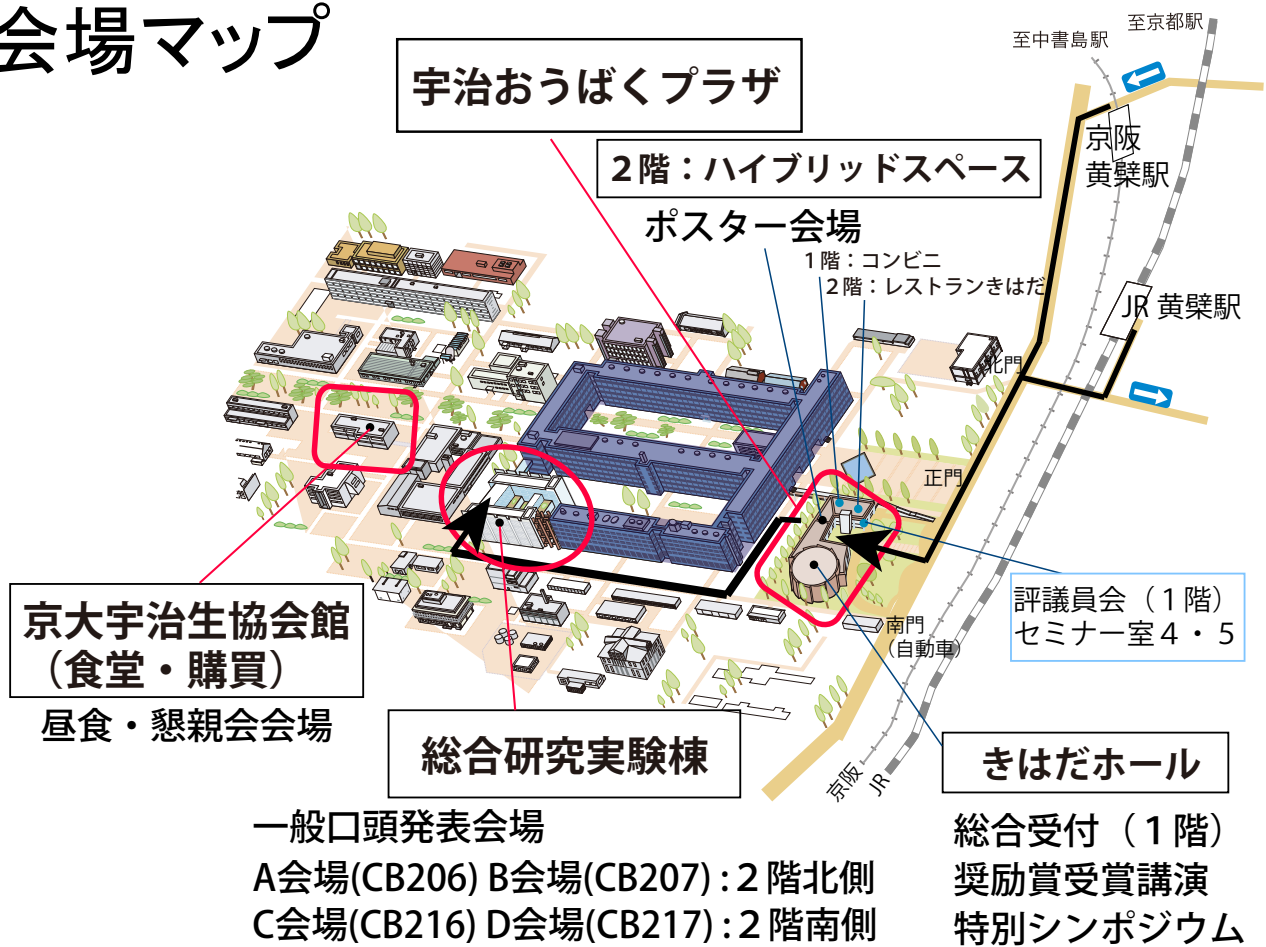 会場マップ
至京都駅
至中書島駅
宇治おうばくプラザ
京阪
黄檗駅
２階：ハイブリッドスペース
ポスター会場
１階：コンビニ
２階：レストランきはだ
JR 黄檗駅
北門
正門
評議員会（１階）
セミナー室４・５
南門
（自動車）
京大宇治生協会館
（食堂・購買）
昼食・懇親会会場
総合研究実験棟
きはだホール
京阪
JR
一般口頭発表会場
A会場(CB206) B会場(CB207) : 2 階北側
C会場(CB216) D会場(CB217) : 2 階南側
総合受付（１階）
奨励賞受賞講演
特別シンポジウム